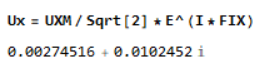 Ux = UXM / Sqrt[2] * E^ (I * FIX)
0.00274516 + 0.0102452 i